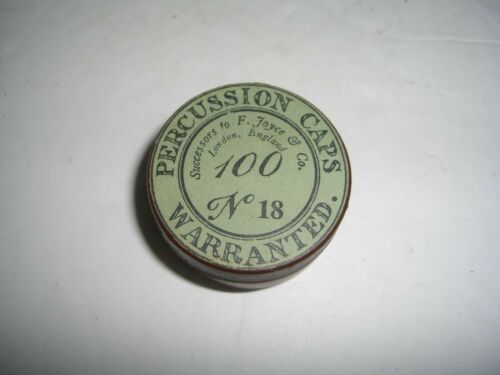 PERCUSSION CAPS
Successors to F. Joyce & Co.
London, England
100
No 18
WARRANTED.